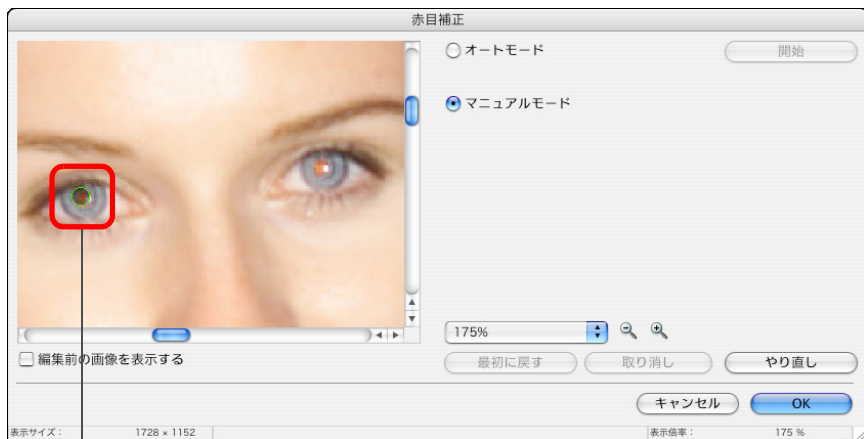 赤目補正
オートモード
開始
マニュアルモード
175%
編集前の画像を表示する
最初に戻す
取り消し
やり直し
キャンセル
OK
表示サイズ： 1728 × 1152 表示倍率： 175 %